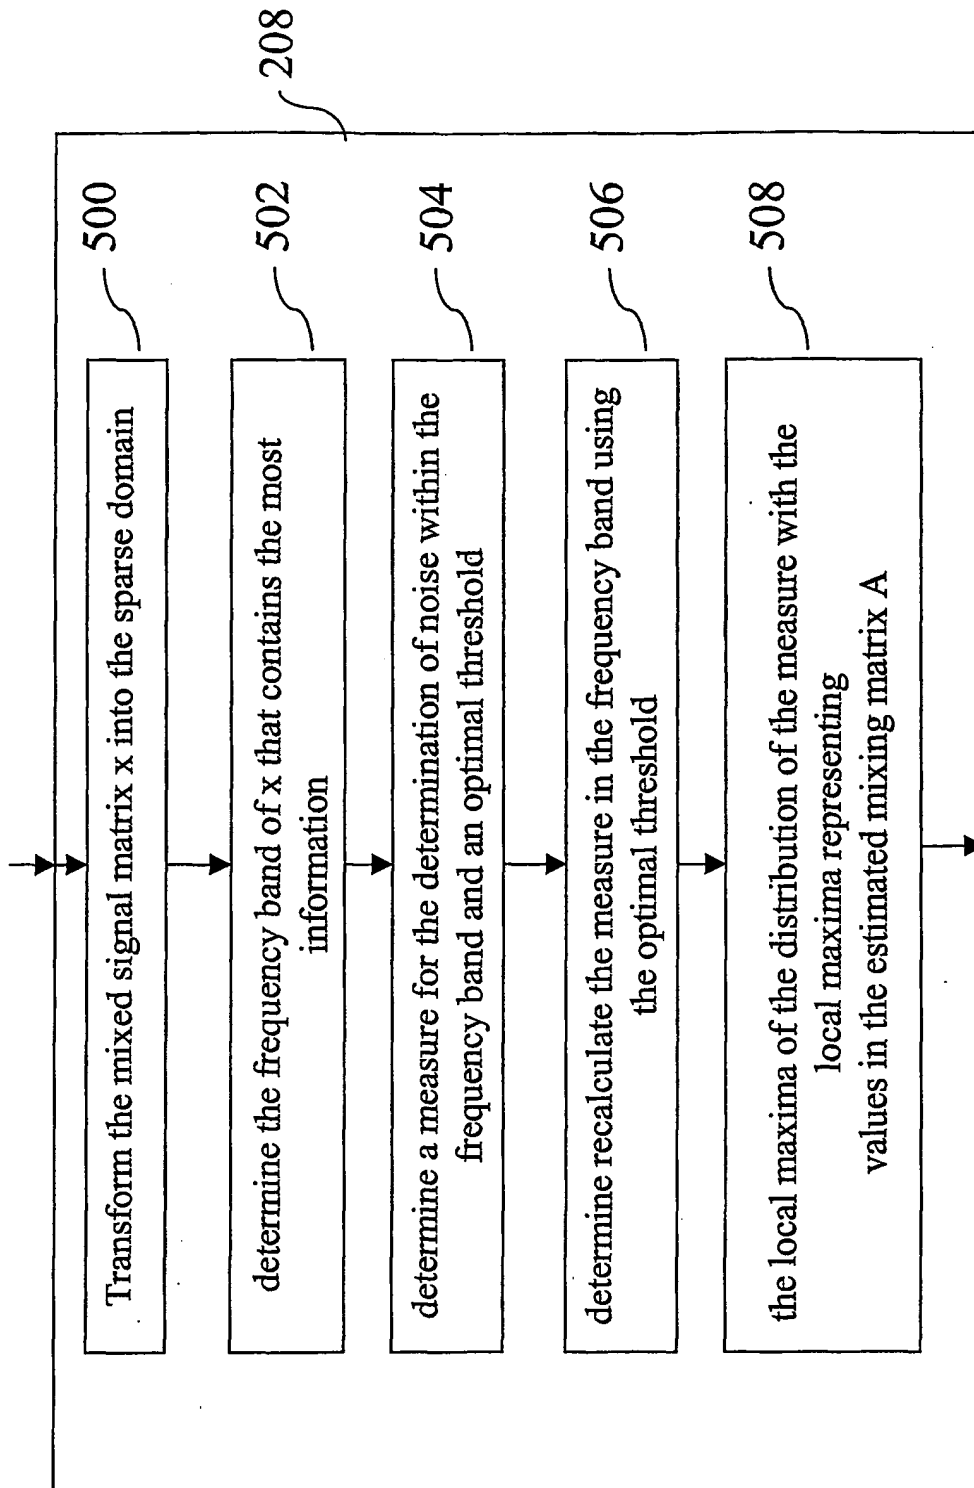 208
500
Transform the mixed signal matrix x into the sparse domain
502
determine the frequency band of x that contains the most
information
504
determine a measure for the determination of noise within the
frequency band and an optimal threshold
506
determine recalculate the measure in the frequency band using
the optimal threshold
508
the local maxima of the distribution of the measure with the
local maxima representing
values in the estimated mixing matrix A